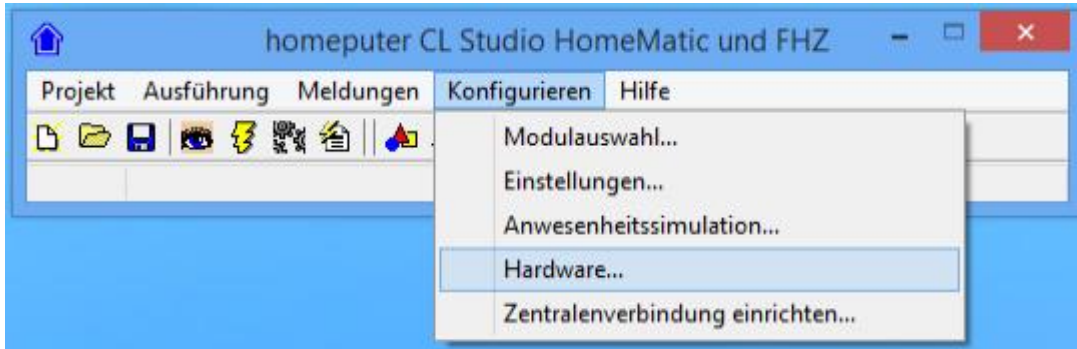 homeputer CL Studio HomeMatic und FHZ
Projekt Ausführung Meldungen Konfigurieren Hilfe
Modulauswahl...
Einstellungen...
Anwesenheitssimulation...
Hardware...
Zentralenverbindung einrichten...